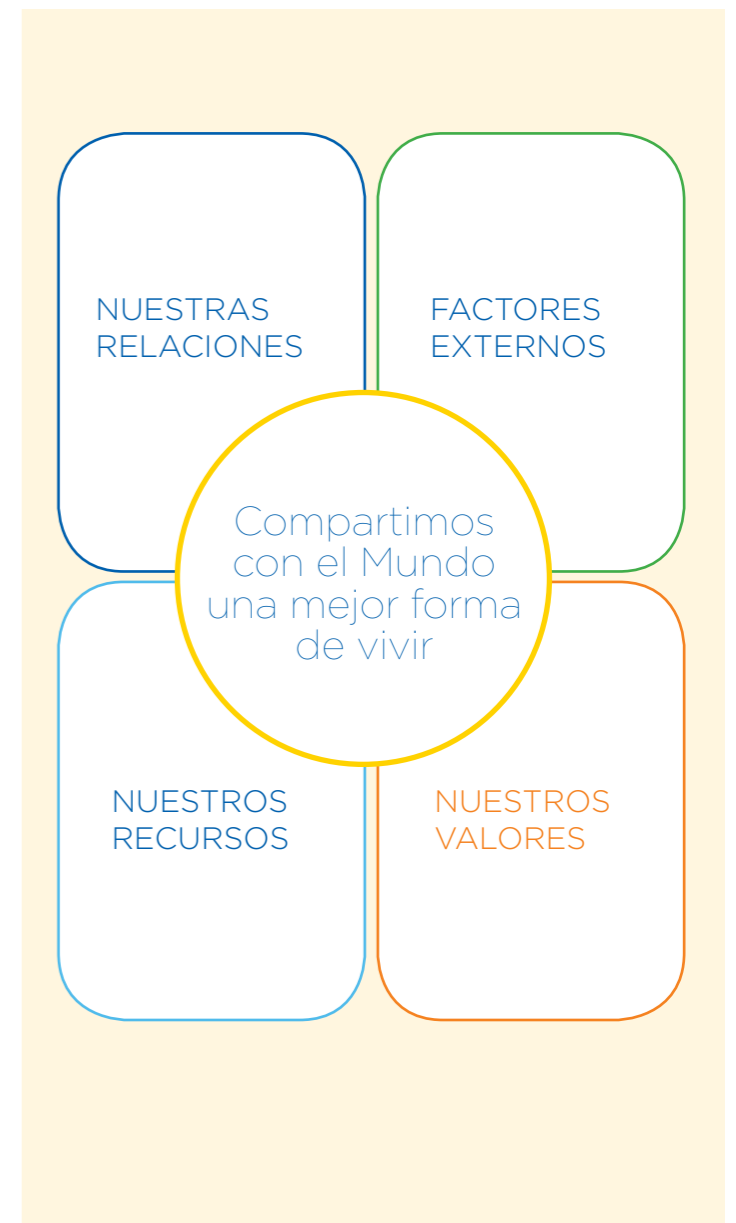 NUESTRAS
RELACIONES
FACTORES
EXTERNOS
Compartimos
con el Mundo
una mejor forma
de vivir
NUESTROS
RECURSOS
NUESTROS
VALORES